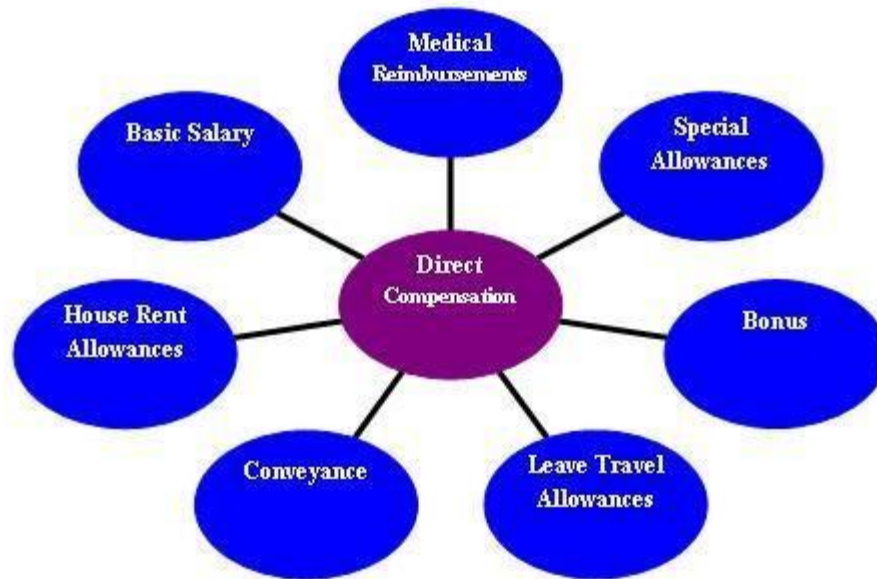 Medical
Reimbursements
Basic Salary
Special
Allowances
Direct
Compensation
House Rent
Allowances
Bonus
Conveyance
Leave Travel
Allowances